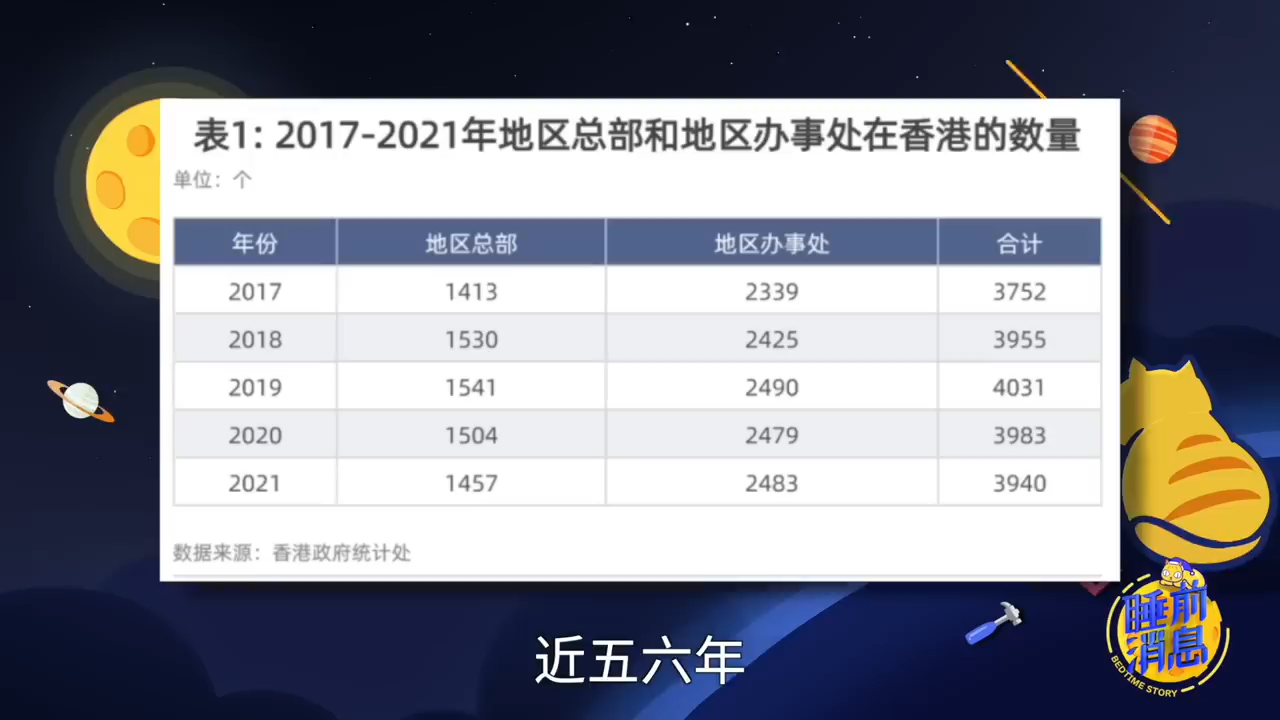 表1: 2017-2021年地区总部和地区办事处在香港的数量
单位：个
年份 地区总部 地区办事处 合计
2017 1413 2339 3752
2018 1530 2425 3955
2019 1541 2490 4031
2020 1504 2479 3983
2021 1457 2483 3940
数据来源：香港政府统计处
近五六年
睡前
消息
BEDTIME STORY